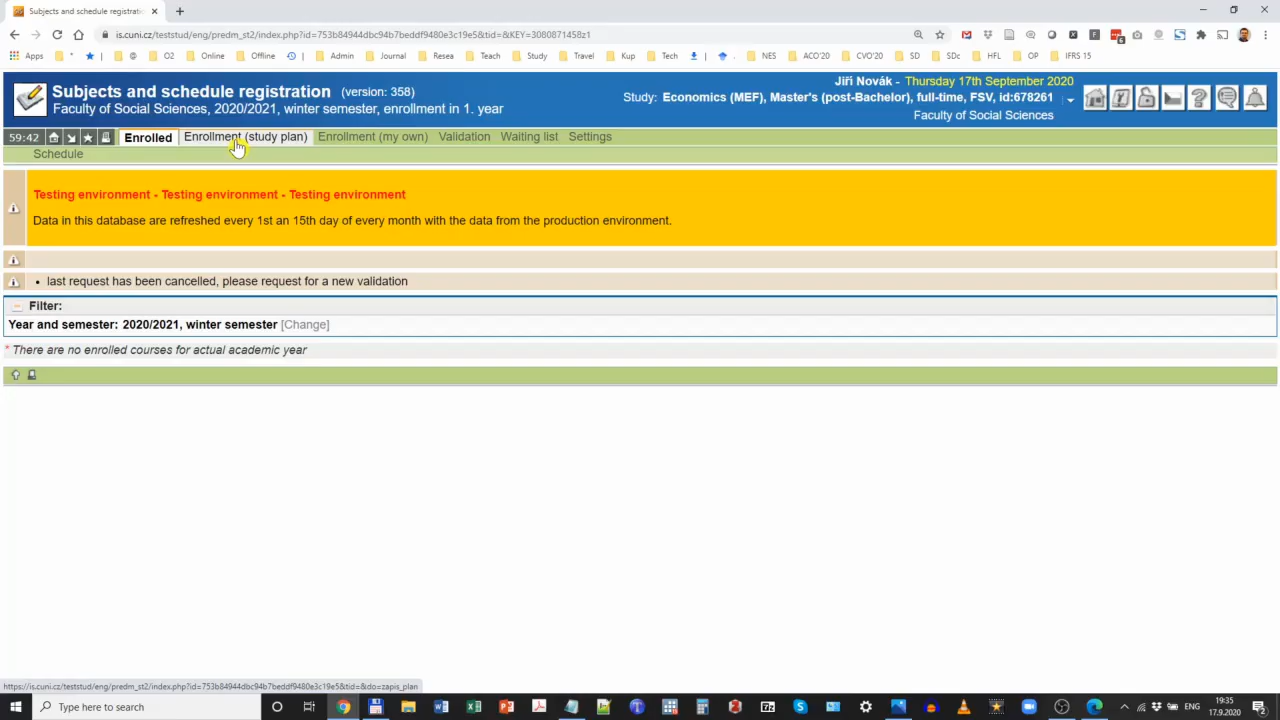 Subjects and schedule registratio
is.cuni.cz/teststud/eng/predm_st2/index.php?id=753b84944dbc94b7beddf9480e3c19e5&tid=&KEY=3080871458z1
Apps * @ O2 Online Offline Admin Journal Resea Teach Study Travel Kup Tech NES ACO'20 CVO'20 SD SDc HFL OP IFRS 15
Subjects and schedule registration (version: 358)
Jiří Novák - Thursday 17th September 2020
Study: Economics (MEF), Master's (post-Bachelor), full-time, FSV, id:678261
Faculty of Social Sciences, 2020/2021, winter semester, enrollment in 1. year
Faculty of Social Sciences
59:42 Enrolled Enrollment (study plan) Enrollment (my own) Validation Waiting list Settings
Schedule
Testing environment - Testing environment - Testing environment
Data in this database are refreshed every 1st an 15th day of every month with the data from the production environment.
• last request has been cancelled, please request for a new validation
Filter:
Year and semester: 2020/2021, winter semester [Change]
* There are no enrolled courses for actual academic year
https://is.cuni.cz/teststud/eng/predm_st2/index.php?id=753b84944dbc94b7beddf9480e3c19e5&tid=&do=zapis_plan
Type here to search
ENG
19:35
17.9.2020